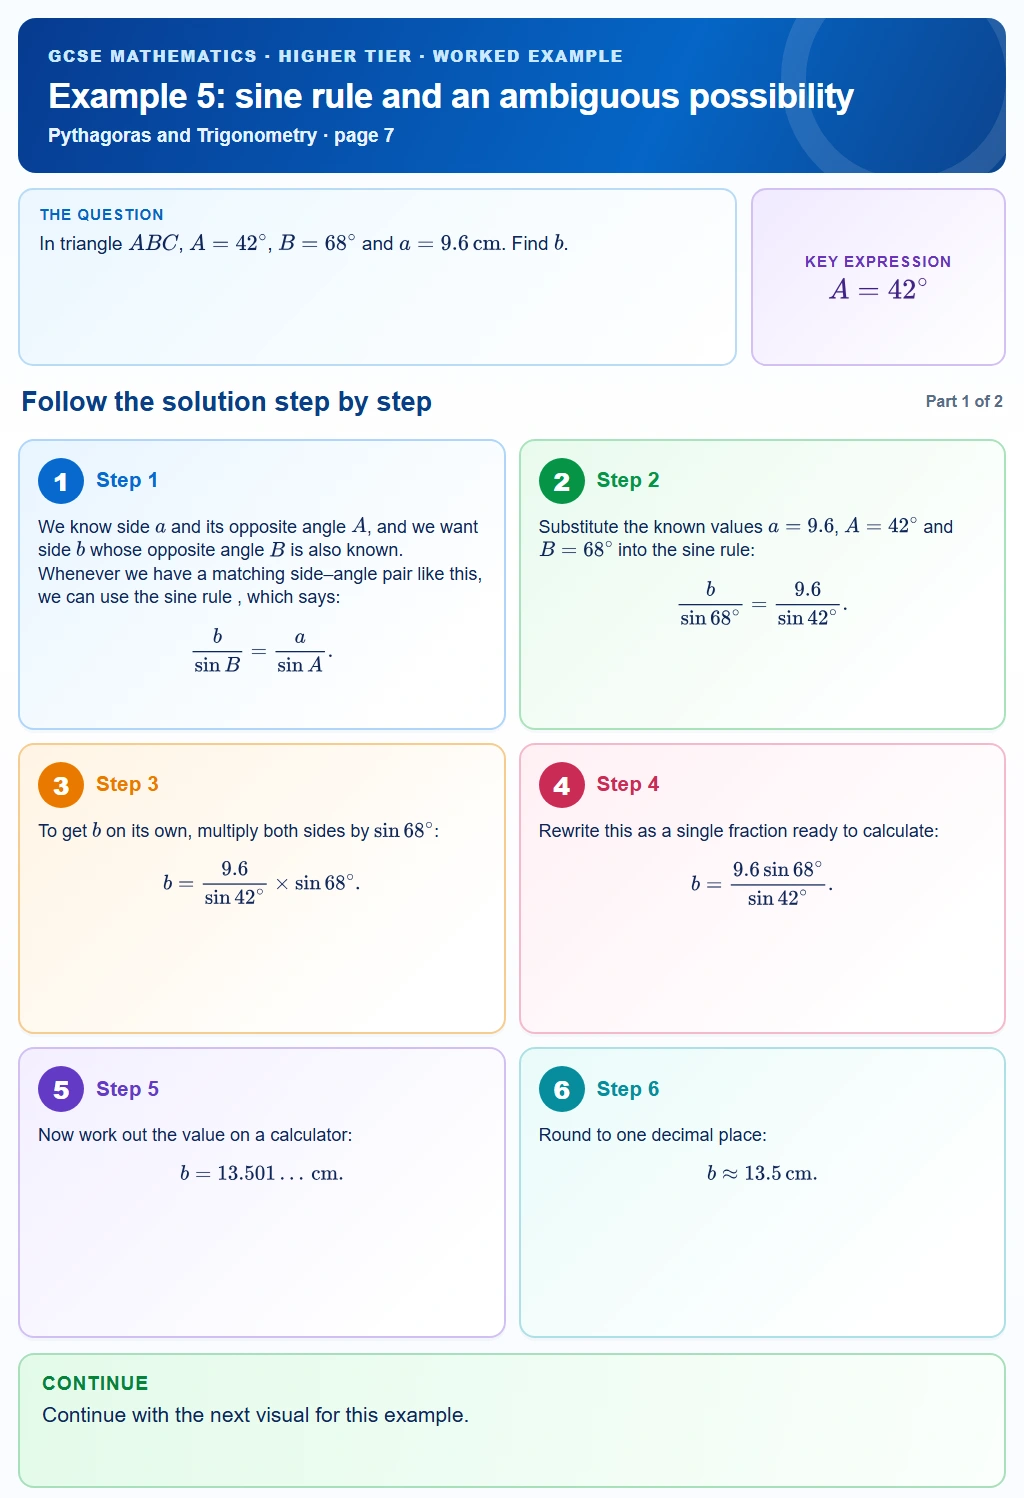 GCSE MATHEMATICS · HIGHER TIER · WORKED EXAMPLE
Example 5: sine rule and an ambiguous possibility
Pythagoras and Trigonometry · page 7
THE QUESTION
In triangle ABC, A = 42°, B = 68° and a = 9.6 cm. Find b.
KEY EXPRESSION
A = 42°
Follow the solution step by step
Part 1 of 2
1 Step 1
We know side a and its opposite angle A, and we want
side b whose opposite angle B is also known.
Whenever we have a matching side–angle pair like this,
we can use the sine rule , which says:
b / sin B = a / sin A.
2 Step 2
Substitute the known values a = 9.6, A = 42° and
B = 68° into the sine rule:
b / sin 68° = 9.6 / sin 42°.
3 Step 3
To get b on its own, multiply both sides by sin 68°:
b = 9.6 / sin 42° × sin 68°.
4 Step 4
Rewrite this as a single fraction ready to calculate:
b = 9.6 sin 68° / sin 42°.
5 Step 5
Now work out the value on a calculator:
b = 13.501... cm.
6 Step 6
Round to one decimal place:
b ≈ 13.5 cm.
CONTINUE
Continue with the next visual for this example.